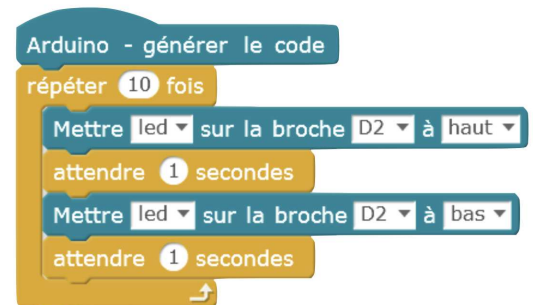 Arduino - générer le code
répéter 10 fois
Mettre led sur la broche D2 à haut
attendre 1 secondes
Mettre led sur la broche D2 à bas
attendre 1 secondes